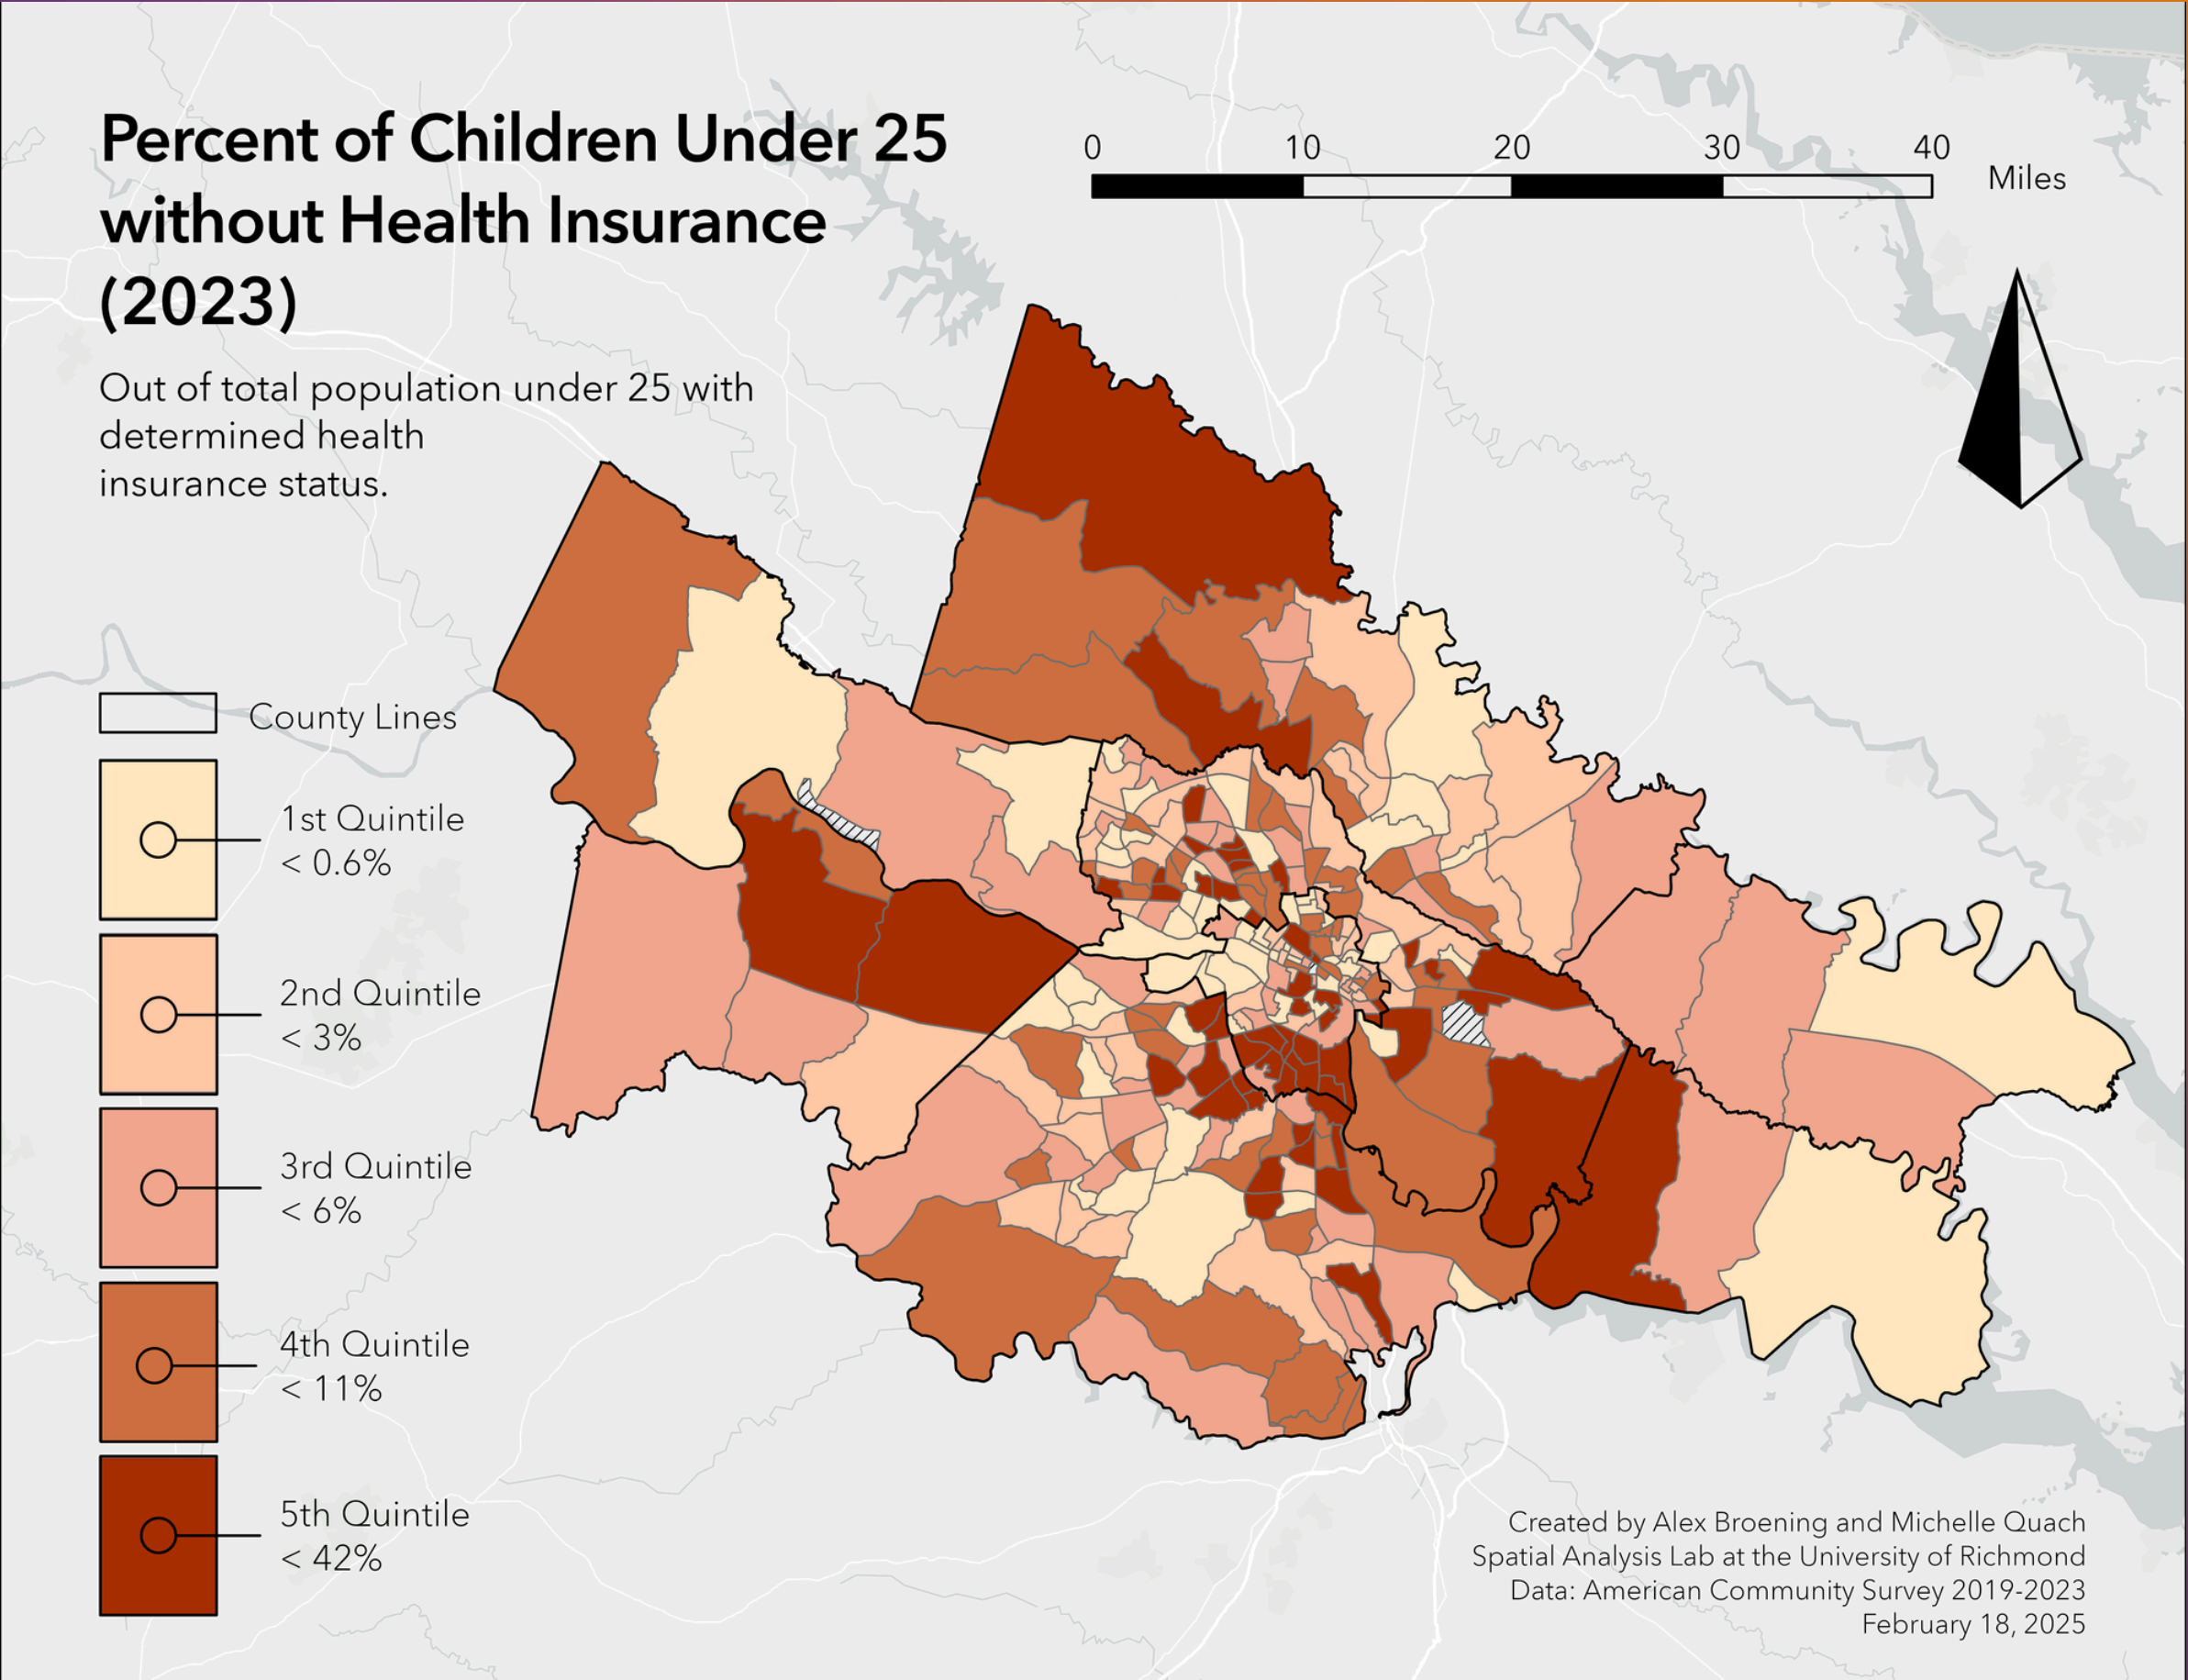 Percent of Children Under 25
without Health Insurance
(2023)
Out of total population under 25 with
determined health
insurance status.
0 10 20 30 40
Miles
County Lines
1st Quintile
< 0.6%
2nd Quintile
< 3%
3rd Quintile
< 6%
4th Quintile
< 11%
5th Quintile
< 42%
Created by Alex Broening and Michelle Quach
Spatial Analysis Lab at the University of Richmond
Data: American Community Survey 2019-2023
February 18, 2025